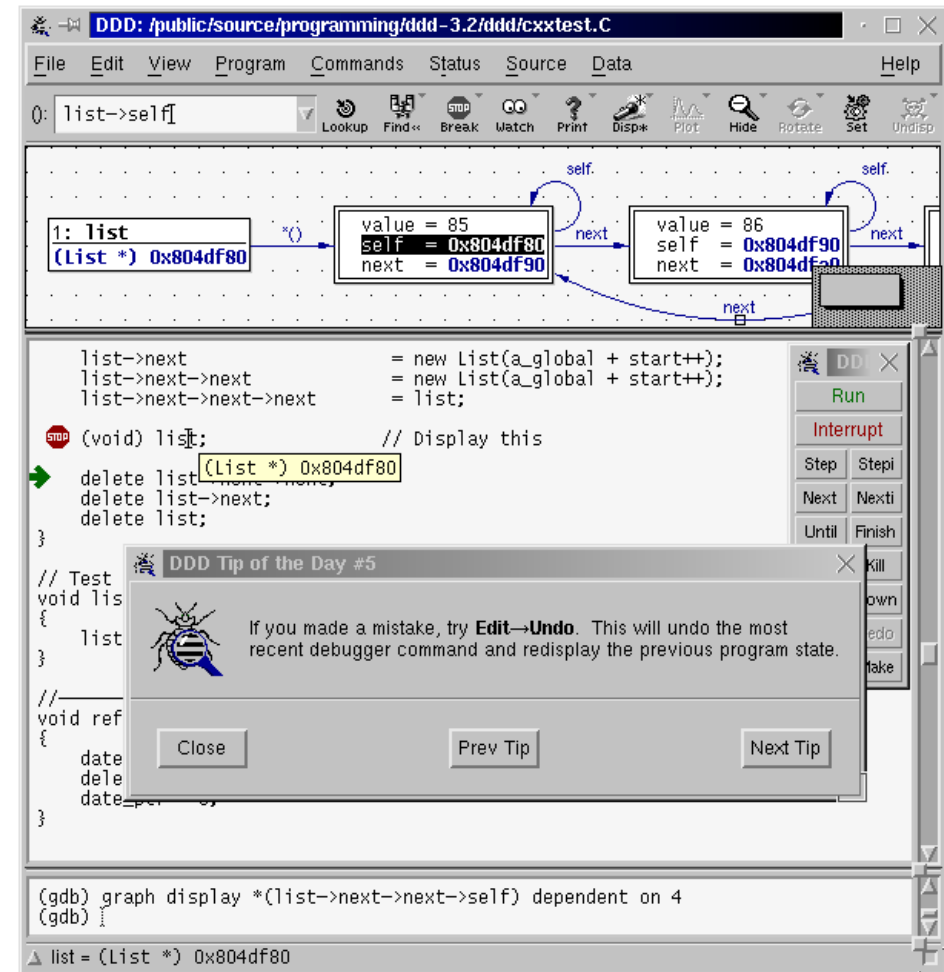 DDD: /public/source/programming/ddd-3.2/ddd/cxxtest.C
File Edit View Program Commands Status Source Data Help
(): list->self
Lookup Find« Break Watch Print Disp* Plot Hide Rotate Set Undisp
self self
1: list
(List *) 0x804df80
*()
value = 85
self = 0x804df80
next = 0x804df90
next
value = 86
self = 0x804df90
next = 0x804dfa0
next
next
list->next = new List(a_global + start++);
list->next->next = new List(a_global + start++);
list->next->next->next = list;
STOP (void) list; // Display this
(List *) 0x804df80
delete list
delete list->next;
delete list;
}
// Test
void lis
{
list
}
//
void ref
{
date
dele
date_
}
DDD
Run
Interrupt
Step Stepi
Next Nexti
Until Finish
Kill
own
edo
Make
DDD Tip of the Day #5
If you made a mistake, try Edit→Undo. This will undo the most
recent debugger command and redisplay the previous program state.
Close Prev Tip Next Tip
(gdb) graph display *(list->next->next->self) dependent on 4
(gdb)
list = (List *) 0x804df80